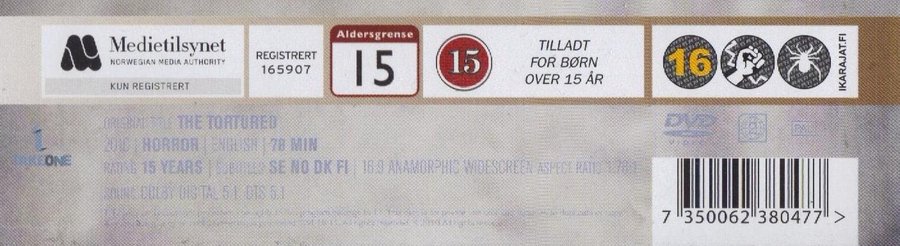 Medietilsynet
NORWEGIAN MEDIA AUTHORITY
KUN REGISTRERT
REGISTRERT
165907
Aldersgrense
15
15
TILLADT
FOR BØRN
OVER 15 ÅR
16
IKARAJAT.FI
TAKEONE
ORIGINAL TITLE THE TORTURED
2010 | HORROR | ENGLISH | 78 MIN
RATING 15 YEARS | SUBTITLES SE NO DK FI | 16:9 ANAMORPHIC WIDESCREEN ASPECT RATIO 1.78:1
SOUND DOLBY DIGITAL 5.1, DTS 5.1
DVD
VIDEO
7 350062 380477 >